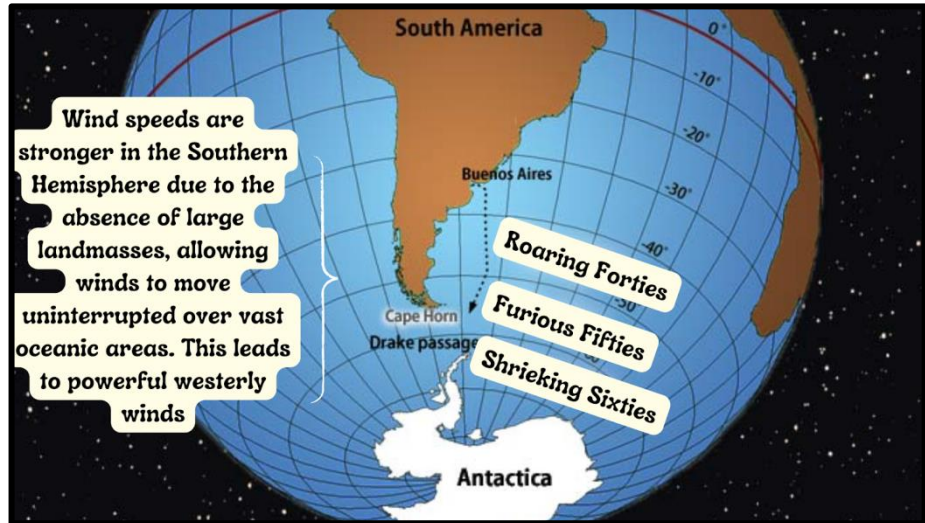 South America
0°
-10°
-20°
-30°
-40°
-50
Wind speeds are
stronger in the Southern
Hemisphere due to the
absence of large
landmasses, allowing
winds to move
uninterrupted over vast
oceanic areas. This leads
to powerful westerly
winds
Buenos Aires
Roaring Forties
Furious Fifties
Shrieking Sixties
Cape Horn
Drake passage
Antactica